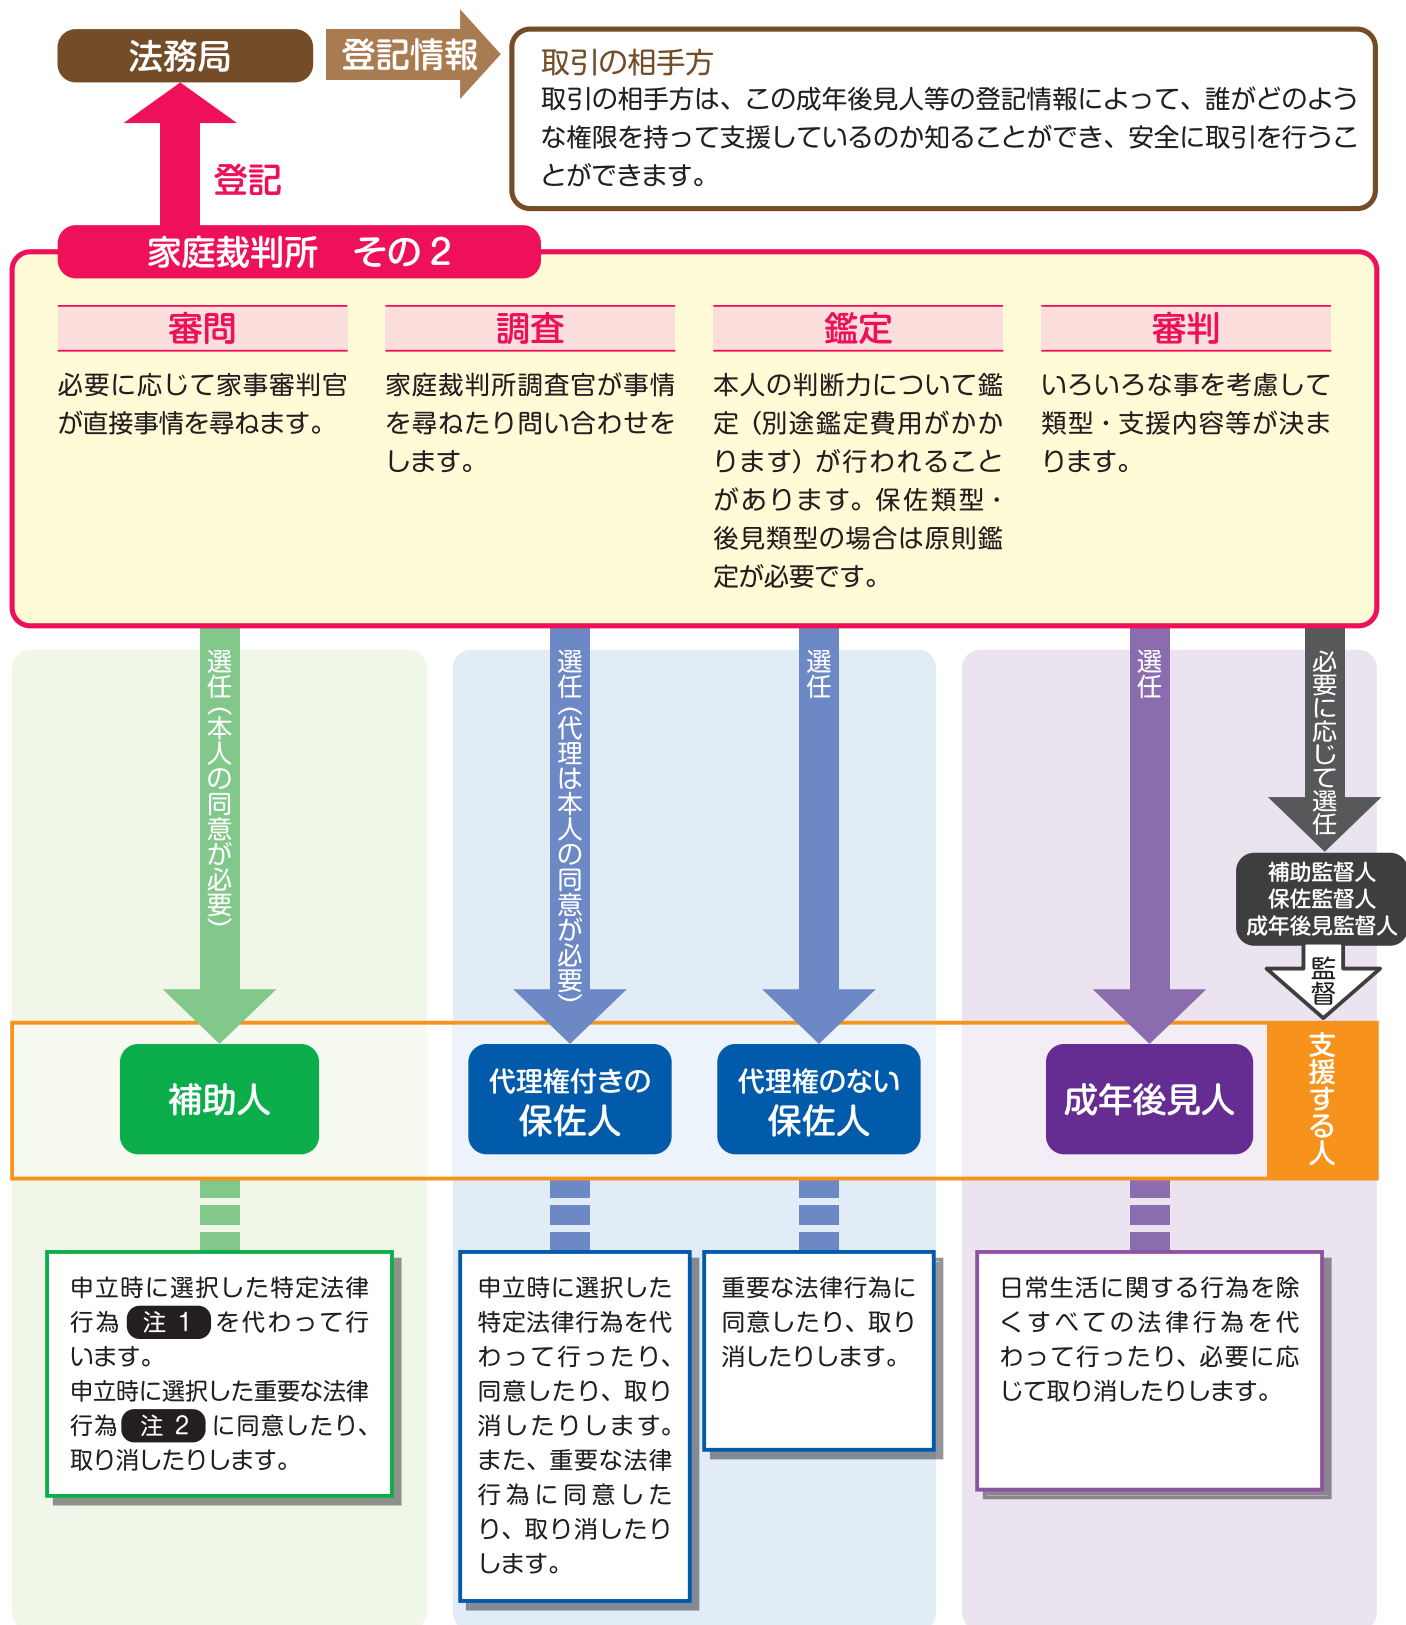 法務局
登記情報
取引の相手方
取引の相手方は、この成年後見人等の登記情報によって、誰がどのよう
な権限を持って支援しているのか知ることができ、安全に取引を行うこ
とができます。
登記
家庭裁判所　その2
審問
必要に応じて家事審判官
が直接事情を尋ねます。
調査
家庭裁判所調査官が事情
を尋ねたり問い合わせを
します。
鑑定
本人の判断力について鑑
定（別途鑑定費用がかか
ります）が行われること
があります。保佐類型・
後見類型の場合は原則鑑
定が必要です。
審判
いろいろな事を考慮して
類型・支援内容等が決ま
ります。
選任（本人の同意が必要）
選任（代理は本人の同意が必要）
選任
選任
必要に応じて選任
補助監督人
保佐監督人
成年後見監督人
監督
補助人
代理権付きの
保佐人
代理権のない
保佐人
成年後見人
支援する人
申立時に選択した特定法律
行為 注 1 を代わって行
います。
申立時に選択した重要な法律
行為 注 2 に同意したり、
取り消したりします。
申立時に選択した
特定法律行為を代
わって行ったり、
同意したり、取り
消したりします。
また、重要な法律
行為に同意した
り、取り消したり
します。
重要な法律行為に
同意したり、取り
消したりします。
日常生活に関する行為を除
くすべての法律行為を代
わって行ったり、必要に応
じて取り消したりします。